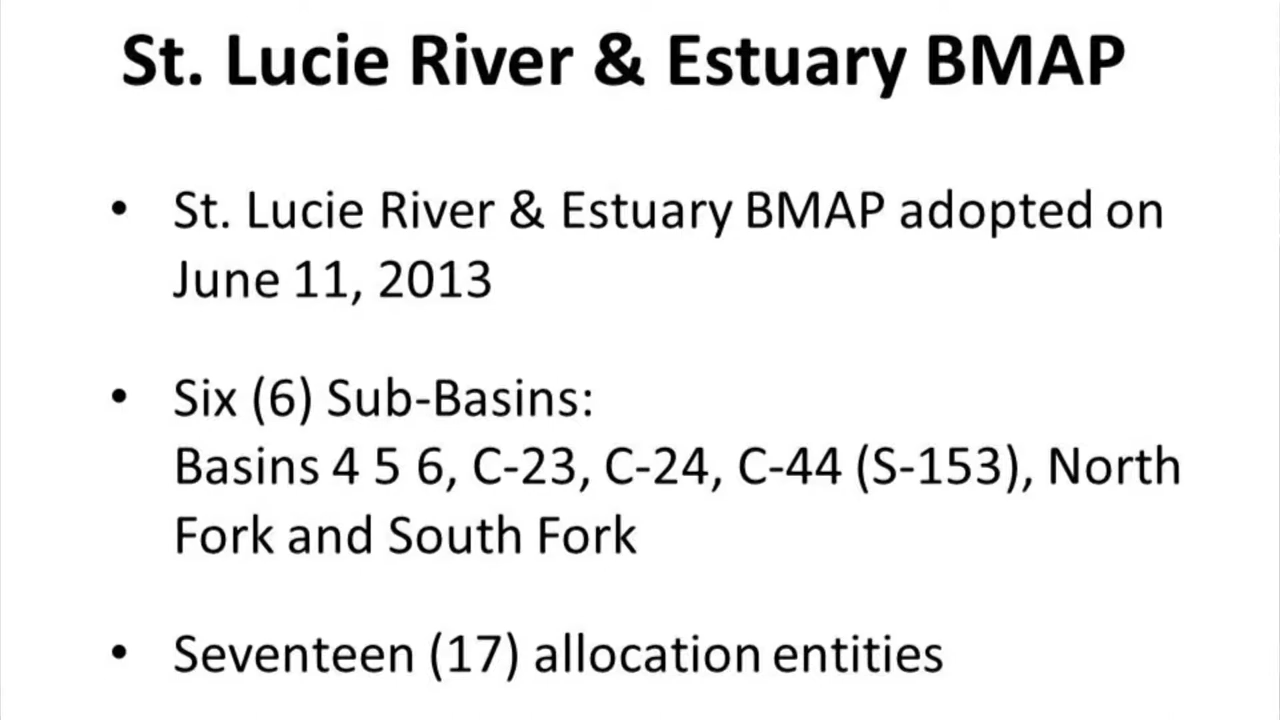 St. Lucie River & Estuary BMAP
• St. Lucie River & Estuary BMAP adopted on
June 11, 2013
• Six (6) Sub-Basins:
Basins 4 5 6, C-23, C-24, C-44 (S-153), North
Fork and South Fork
• Seventeen (17) allocation entities